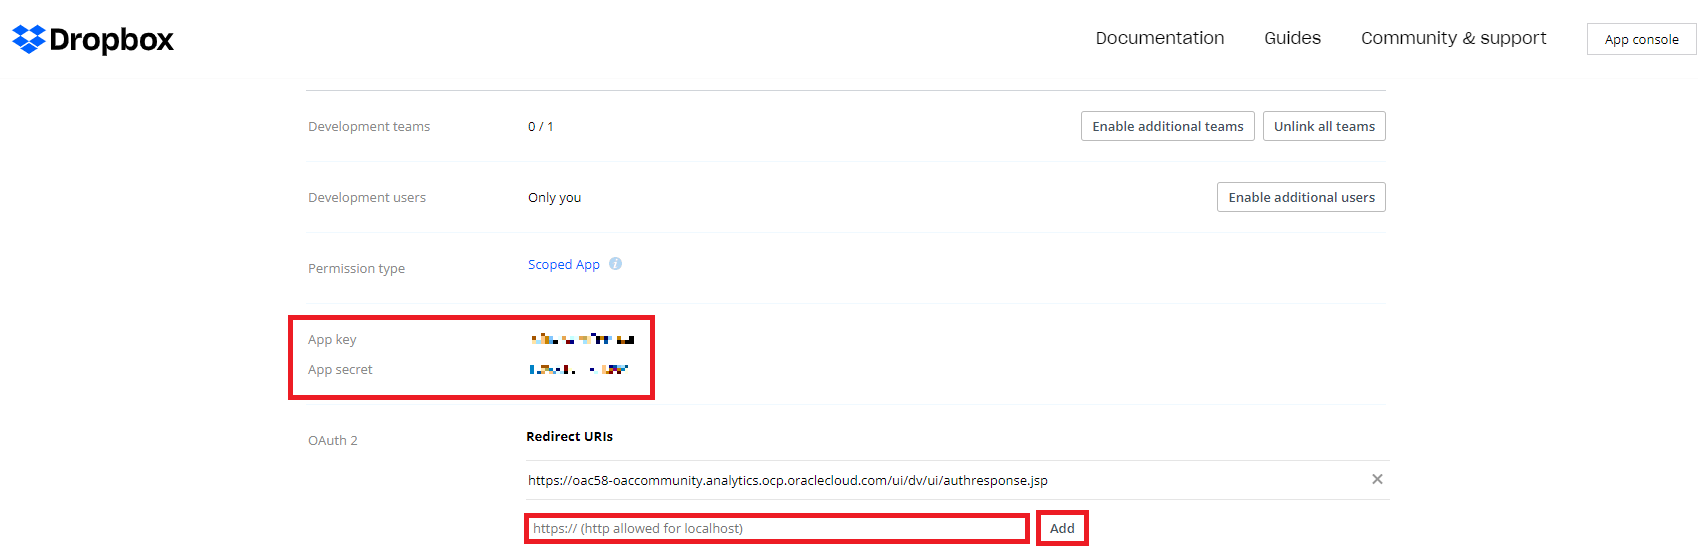 Dropbox Documentation Guides Community & support App console
Development teams 0 / 1 Enable additional teams Unlink all teams
Development users Only you Enable additional users
Permission type Scoped App i
App key
App secret
OAuth 2 Redirect URIs
https://oac58-oaccommunity.analytics.ocp.oraclecloud.com/ui/dv/ui/authresponse.jsp
https:// (http allowed for localhost) Add